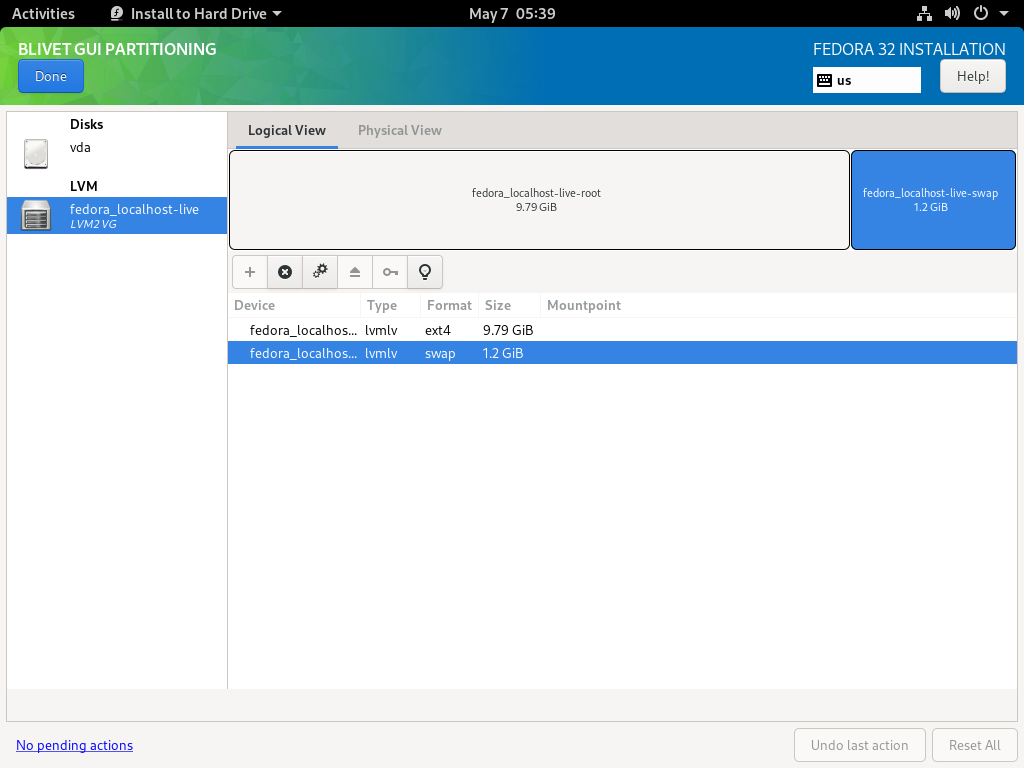 Activities
Install to Hard Drive
May 7 05:39
BLIVET GUI PARTITIONING
FEDORA 32 INSTALLATION
Done
us
Help!
Disks
vda
LVM
fedora_localhost-live
LVM2 VG
Logical View
Physical View
fedora_localhost-live-root
9.79 GiB
fedora_localhost-live-swap
1.2 GiB
Device Type Format Size Mountpoint
fedora_localhos... lvmlv ext4 9.79 GiB
fedora_localhos... lvmlv swap 1.2 GiB
No pending actions
Undo last action
Reset All